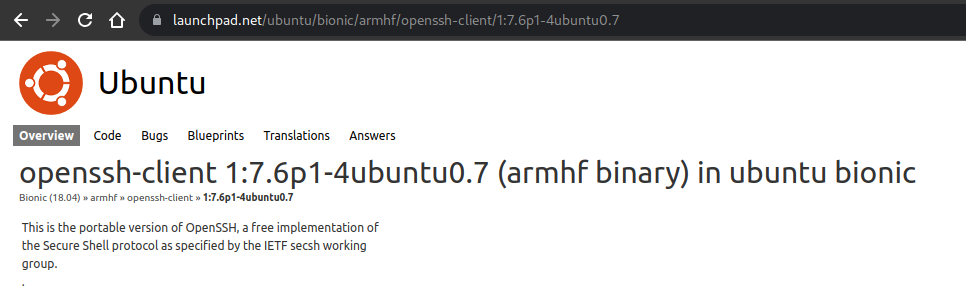 launchpad.net/ubuntu/bionic/armhf/openssh-client/1:7.6p1-4ubuntu0.7
Ubuntu
Overview Code Bugs Blueprints Translations Answers
openssh-client 1:7.6p1-4ubuntu0.7 (armhf binary) in ubuntu bionic
Bionic (18.04) » armhf » openssh-client » 1:7.6p1-4ubuntu0.7
This is the portable version of OpenSSH, a free implementation of
the Secure Shell protocol as specified by the IETF secsh working
group.
.